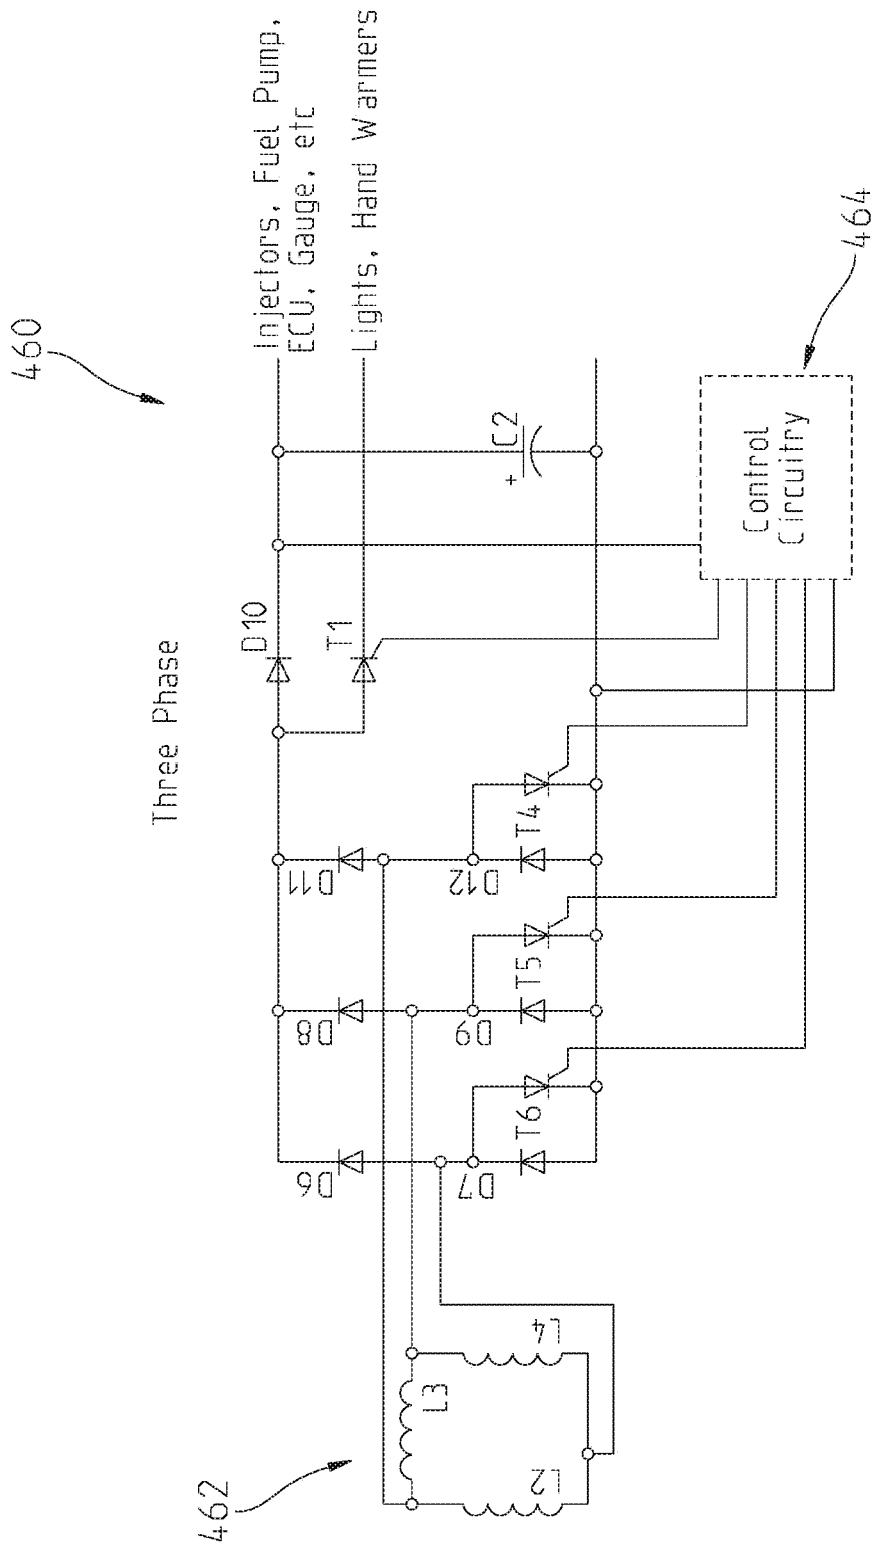 460
Three Phase
Injectors, Fuel Pump,
ECU, Gauge, etc
Lights, Hand Warmers
D10
T1
C2
+
D11
D8
D6
D12
D9
D7
T4
T5
T6
462
L3
L2
L4
Control
Circuitry
464